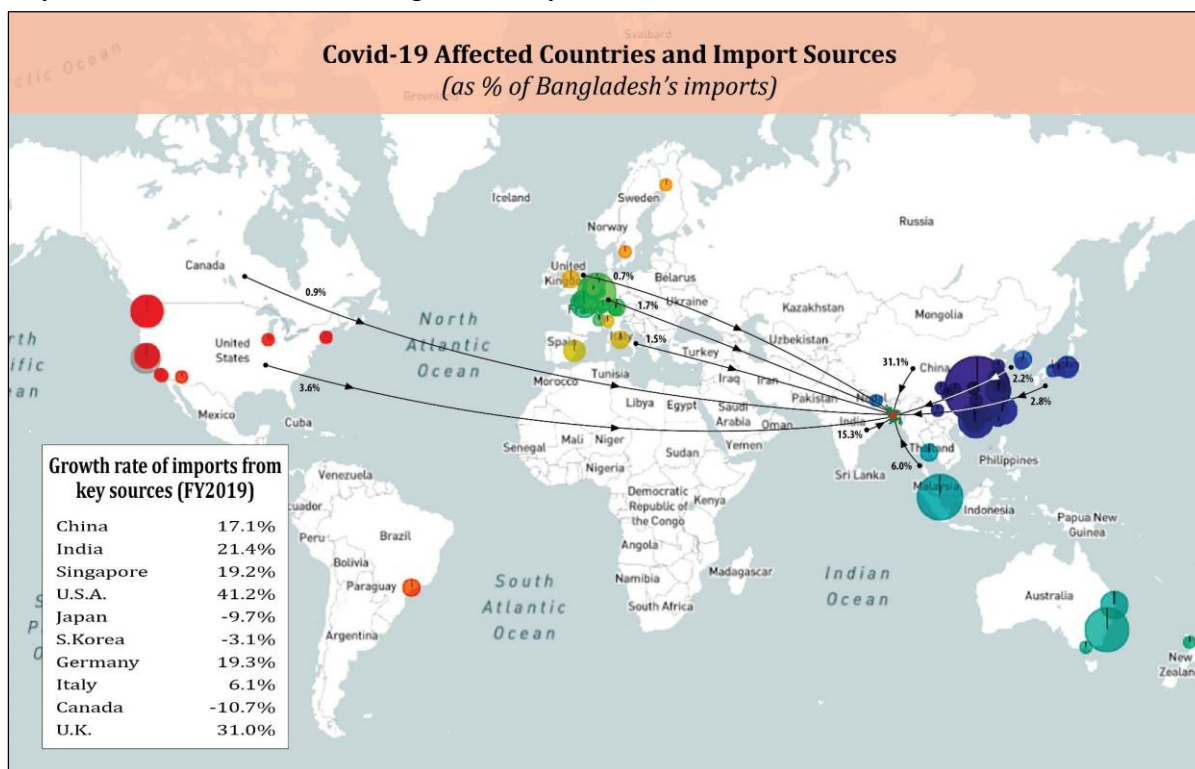 Covid-19 Affected Countries and Import Sources
(as % of Bangladesh's imports)
Svalbard
Arctic Ocean
Greenland
Iceland
Sweden
Norway
Russia
Canada
United
Kingdom
0.7%
Belarus
0.9%
1.7%
Ukraine
Kazakhstan
Mongolia
France
North
Atlantic
Ocean
United
States
Spain
Italy
1.5%
Turkey
Uzbekistan
31.1%
China
2.2%
3.6%
Tunisia
Morocco
Iraq
Iran
Pakistan
Nepal
2.8%
Mexico
Cuba
Libya
Egypt
Saudi
Arabia
Oman
India
15.3%
Senegal
Mali
Niger
Sudan
Yemen
Thailand
Philippines
Nigeria
Sri Lanka
6.0%
Malaysia
Indonesia
Venezuela
Democratic
Republic of
the Congo
Kenya
Papua New
Guinea
Peru
Brazil
Angola
Bolivia
Paraguay
South
Atlantic
Ocean
Namibia
Madagascar
Indian
Ocean
Australia
South Africa
Argentina
New
Growth rate of imports from
key sources (FY2019)
China 17.1%
India 21.4%
Singapore 19.2%
U.S.A. 41.2%
Japan -9.7%
S.Korea -3.1%
Germany 19.3%
Italy 6.1%
Canada -10.7%
U.K. 31.0%